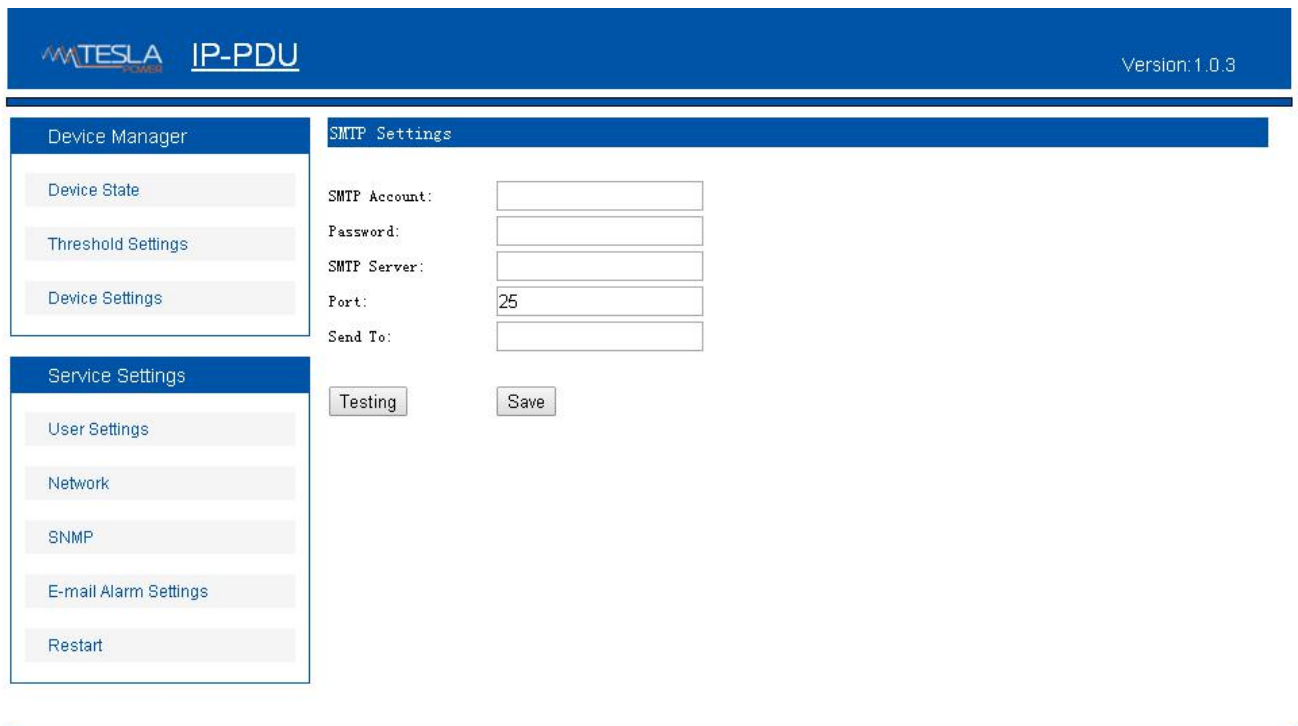 TESLA POWER IP-PDU
Version:1.0.3
Device Manager
Device State
Threshold Settings
Device Settings
Service Settings
User Settings
Network
SNMP
E-mail Alarm Settings
Restart
SMTP Settings
SMTP Account:
Password:
SMTP Server:
Port: 25
Send To:
Testing Save